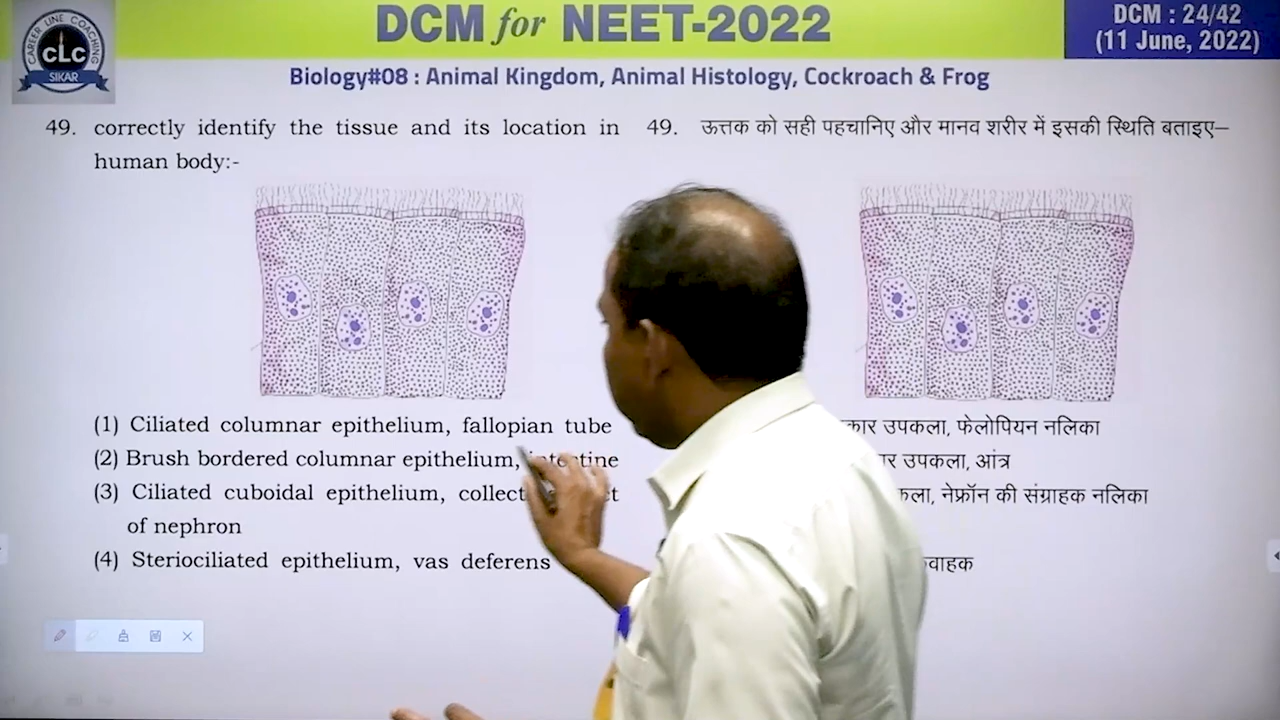 DCM for NEET-2022
DCM : 24/42
(11 June, 2022)
CAREER LINE COACHING
CLC
SIKAR
Biology#08 : Animal Kingdom, Animal Histology, Cockroach & Frog
49. correctly identify the tissue and its location in
human body:-
(1) Ciliated columnar epithelium, fallopian tube
(2) Brush bordered columnar epithelium, intestine
(3) Ciliated cuboidal epithelium,
of nephron
(4) Steriociliated epithelium, vas deferens
49. ऊत्तक को सही पहचानिए और मानव शरीर में इसकी स्थिति बताइए–
उपकला, फेलोपियन नलिका
उपकला, आंत्र
नेफ्रॉन की संग्राहक नलिका